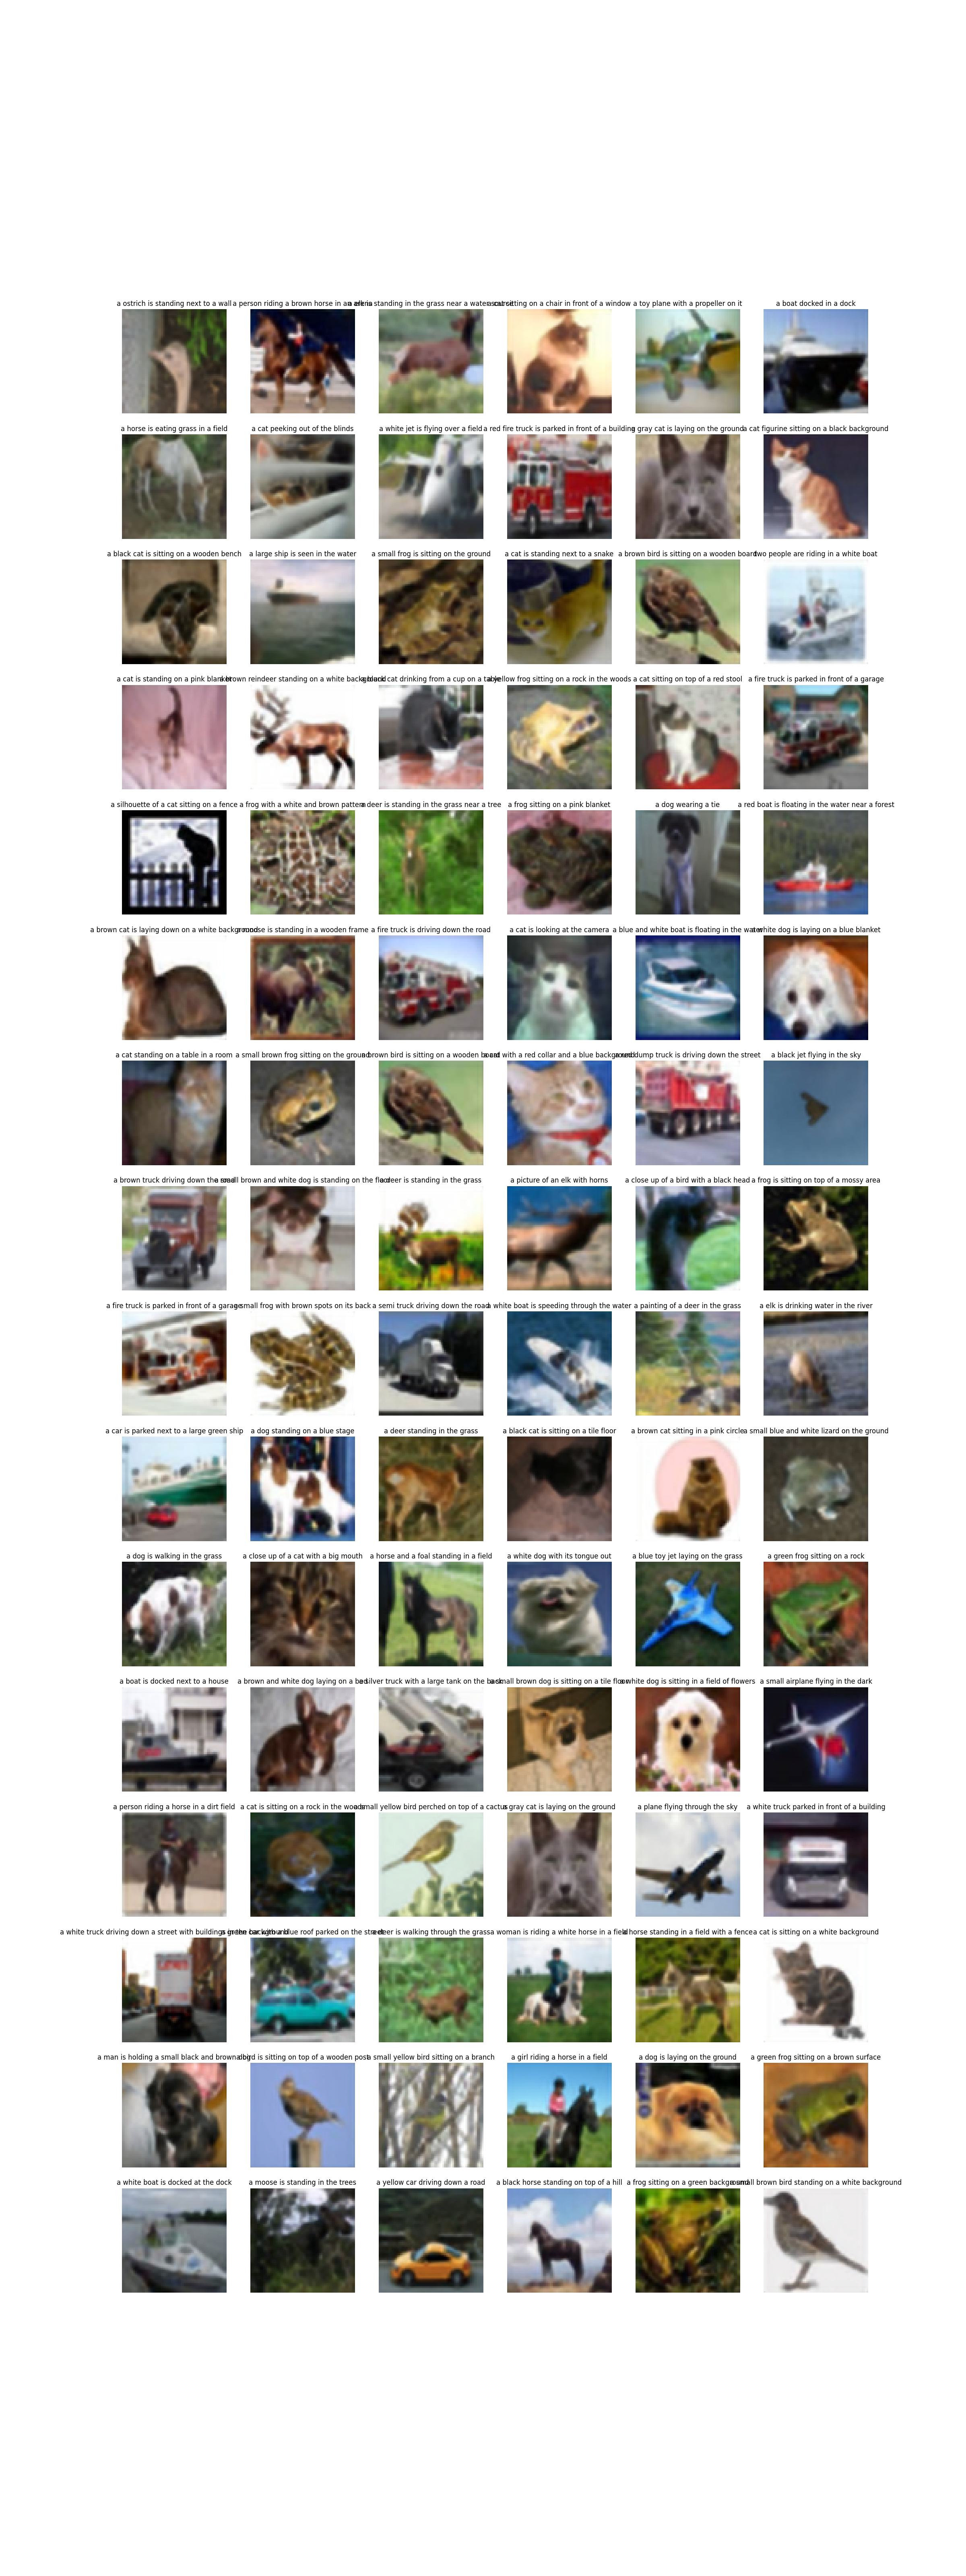 a ostrich is standing next to a wall a person riding a brown horse in an arena a elk is standing in the grass near a water source a cat sitting on a chair in front of a window a toy plane with a propeller on it a boat docked in a dock
a horse is eating grass in a field a cat peeking out of the blinds a white jet is flying over a field a red fire truck is parked in front of a building a gray cat is laying on the ground a cat figurine sitting on a black background
a black cat is sitting on a wooden bench a large ship is seen in the water a small frog is sitting on the ground a cat is standing next to a snake a brown bird is sitting on a wooden board two people are riding in a white boat
a cat is standing on a pink blanket a brown reindeer standing on a white background a black cat drinking from a cup on a table a yellow frog sitting on a rock in the woods a cat sitting on top of a red stool a fire truck is parked in front of a garage
a silhouette of a cat sitting on a fence a frog with a white and brown pattern a deer is standing in the grass near a tree a frog sitting on a pink blanket a dog wearing a tie a red boat is floating in the water near a forest
a brown cat is laying down on a white background a moose is standing in a wooden frame a fire truck is driving down the road a cat is looking at the camera a blue and white boat is floating in the water a white dog is laying on a blue blanket
a cat standing on a table in a room a small brown frog sitting on the ground a brown bird is sitting on a wooden board a cat with a red collar and a blue background a red dump truck is driving down the street a black jet flying in the sky
a brown truck driving down the road a small brown and white dog is standing on the floor a deer is standing in the grass a picture of an elk with horns a close up of a bird with a black head a frog is sitting on top of a mossy area
a fire truck is parked in front of a garage a small frog with brown spots on its back a semi truck driving down the road a white boat is speeding through the water a painting of a deer in the grass a elk is drinking water in the river
a car is parked next to a large green ship a dog standing on a blue stage a deer standing in the grass a black cat is sitting on a tile floor a brown cat sitting in a pink circle a small blue and white lizard on the ground
a dog is walking in the grass a close up of a cat with a big mouth a horse and a foal standing in a field a white dog with its tongue out a blue toy jet laying on the grass a green frog sitting on a rock
a boat is docked next to a house a brown and white dog laying on a bed a silver truck with a large tank on the back a small brown dog is sitting on a tile floor a white dog is sitting in a field of flowers a small airplane flying in the dark
a person riding a horse in a dirt field a cat is sitting on a rock in the woods a small yellow bird perched on top of a cactus a gray cat is laying on the ground a plane flying through the sky a white truck parked in front of a building
a white truck driving down a street with buildings in the background a green car with a blue roof parked on the street a deer is walking through the grass a woman is riding a white horse in a field a horse standing in a field with a fence a cat is sitting on a white background
a man is holding a small black and brown dog a bird is sitting on top of a wooden post a small yellow bird sitting on a branch a girl riding a horse in a field a dog is laying on the ground a green frog sitting on a brown surface
a white boat is docked at the dock a moose is standing in the trees a yellow car driving down a road a black horse standing on top of a hill a frog sitting on a green background a small brown bird standing on a white background